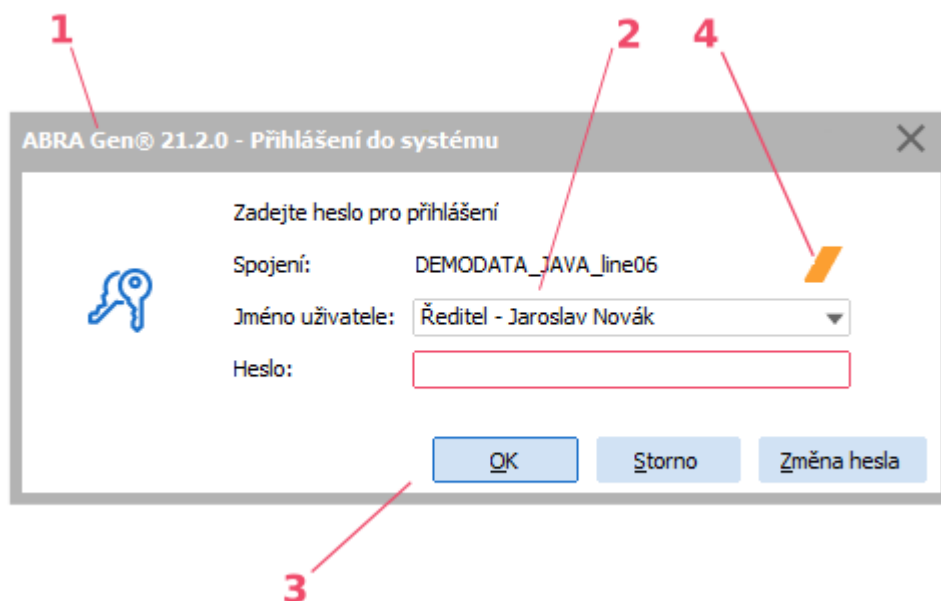 1 2 4
ABRA Gen® 21.2.0 - Přihlášení do systému
Zadejte heslo pro přihlášení
Spojení: DEMODATA_JAVA_line06
Jméno uživatele: Ředitel - Jaroslav Novák
Heslo:
OK Storno Změna hesla
3